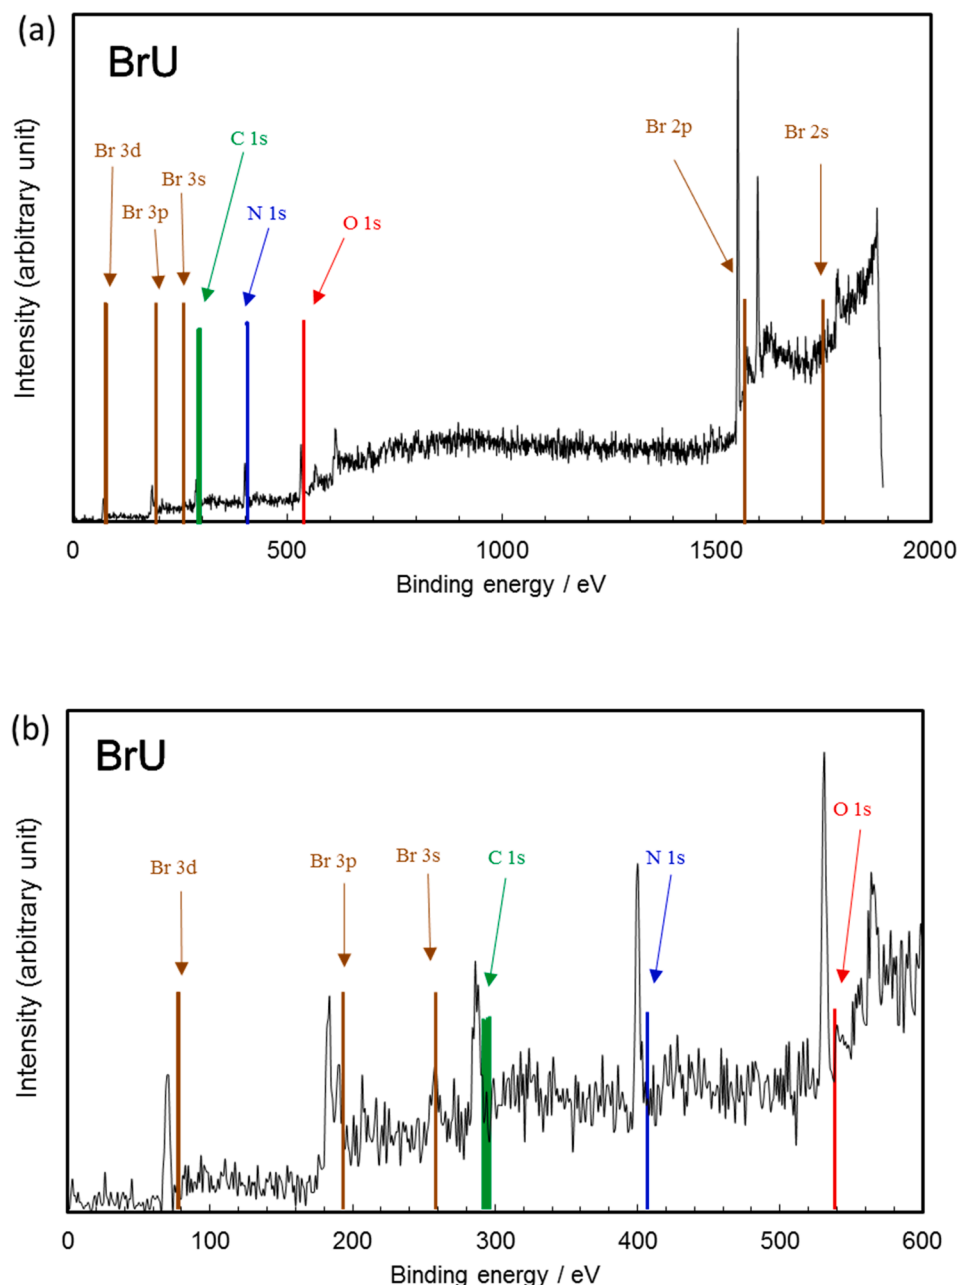 (a)
BrU
Br 3d
Br 3p
Br 3s
C 1s
N 1s
O 1s
Br 2p
Br 2s
Intensity (arbitrary unit)
0
500
1000
1500
2000
Binding energy / eV
(b)
BrU
Br 3d
Br 3p
Br 3s
C 1s
N 1s
O 1s
Intensity (arbitrary unit)
0
100
200
300
400
500
600
Binding energy / eV